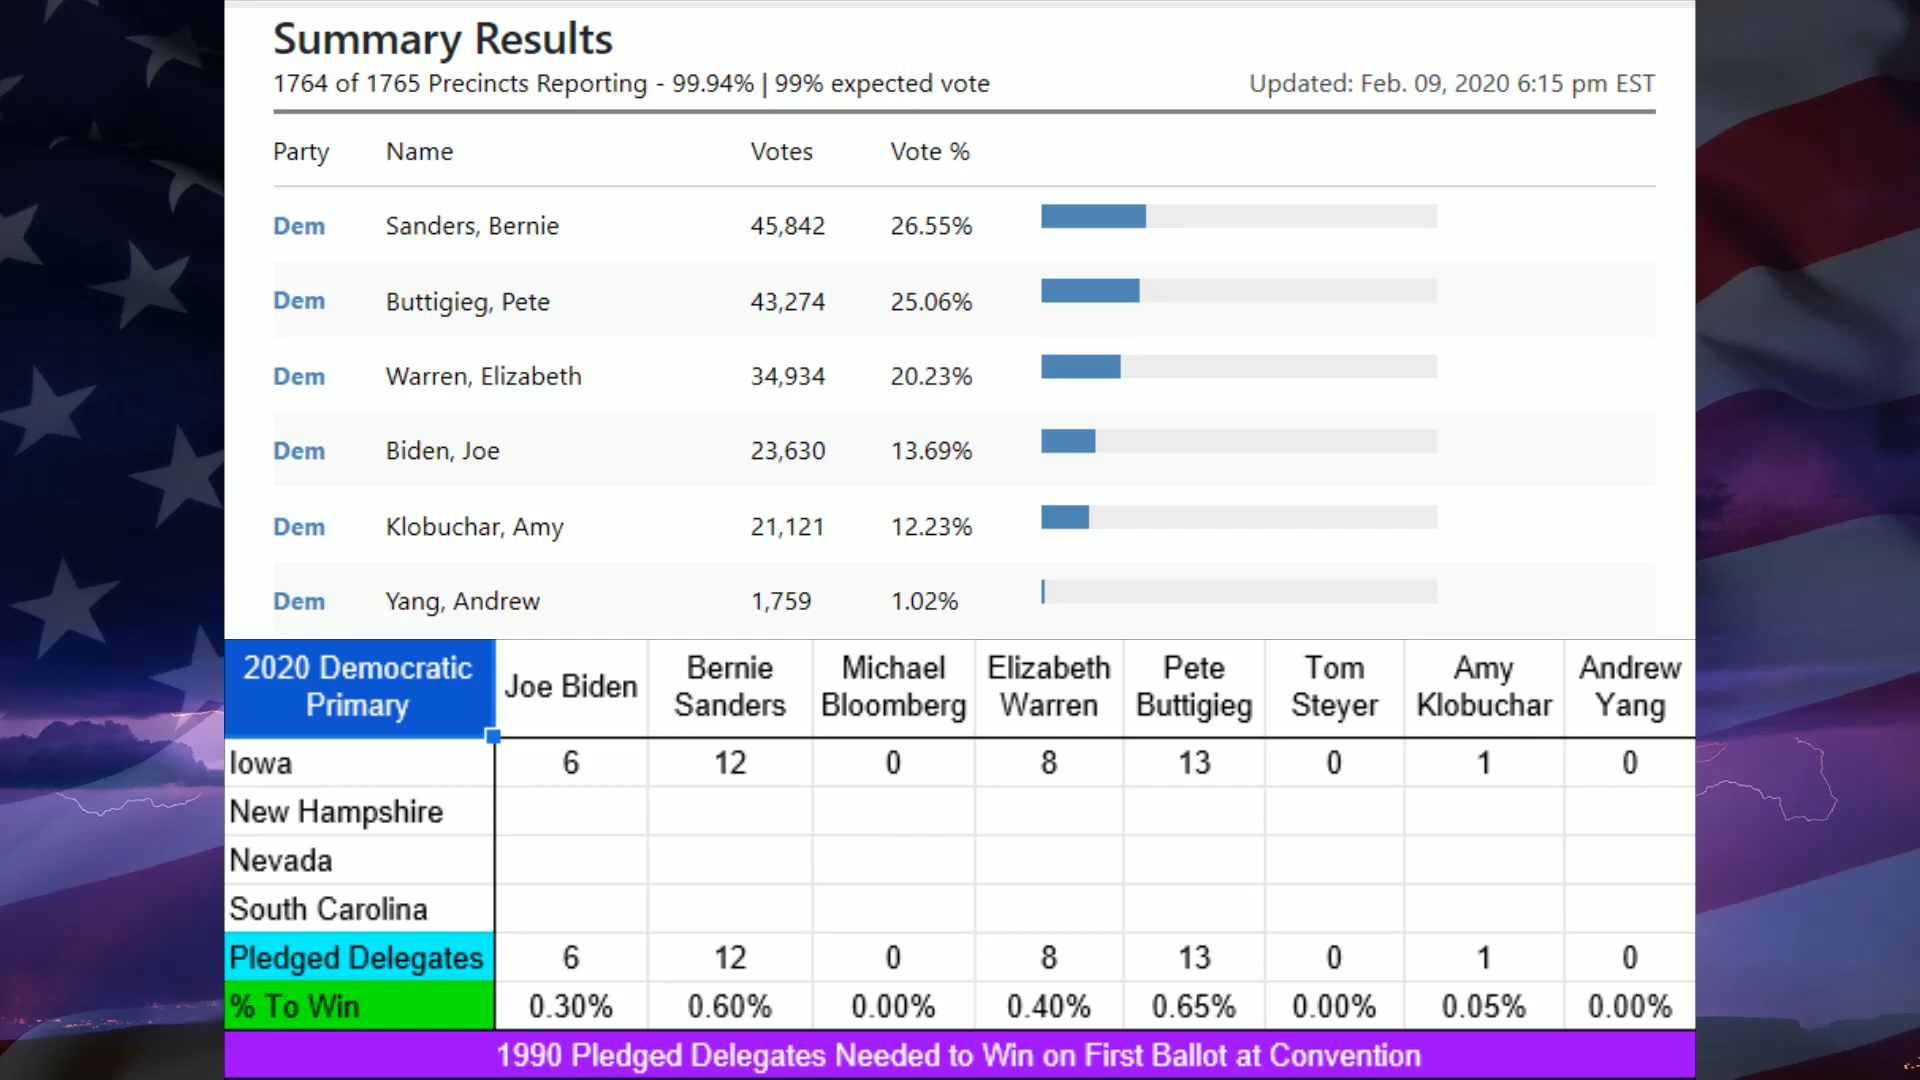 Summary Results
1764 of 1765 Precincts Reporting - 99.94% | 99% expected vote Updated: Feb. 09, 2020 6:15 pm EST
Party Name Votes Vote %
Dem Sanders, Bernie 45,842 26.55%
Dem Buttigieg, Pete 43,274 25.06%
Dem Warren, Elizabeth 34,934 20.23%
Dem Biden, Joe 23,630 13.69%
Dem Klobuchar, Amy 21,121 12.23%
Dem Yang, Andrew 1,759 1.02%
2020 Democratic Primary Joe Biden Bernie Sanders Michael Bloomberg Elizabeth Warren Pete Buttigieg Tom Steyer Amy Klobuchar Andrew Yang
Iowa 6 12 0 8 13 0 1 0
New Hampshire
Nevada
South Carolina
Pledged Delegates 6 12 0 8 13 0 1 0
% To Win 0.30% 0.60% 0.00% 0.40% 0.65% 0.00% 0.05% 0.00%
1990 Pledged Delegates Needed to Win on First Ballot at Convention